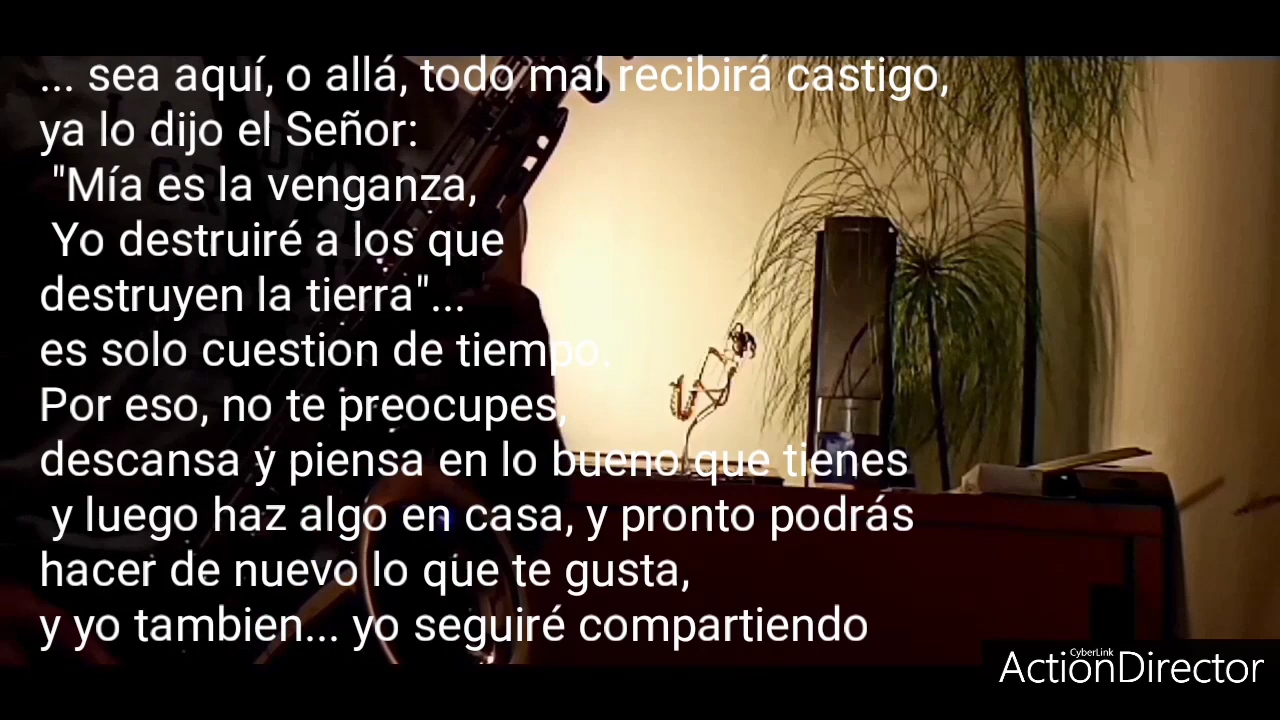 ... sea aquí, o allá, todo mal recibirá castigo,
ya lo dijo el Señor:
"Mía es la venganza,
Yo destruiré a los que
destruyen la tierra"...
es solo cuestion de tiempo.
Por eso, no te preocupes,
descansa y piensa en lo bueno que tienes
y luego haz algo en casa, y pronto podrás
hacer de nuevo lo que te gusta,
y yo tambien... yo seguiré compartiendo
CyberLink
ActionDirector